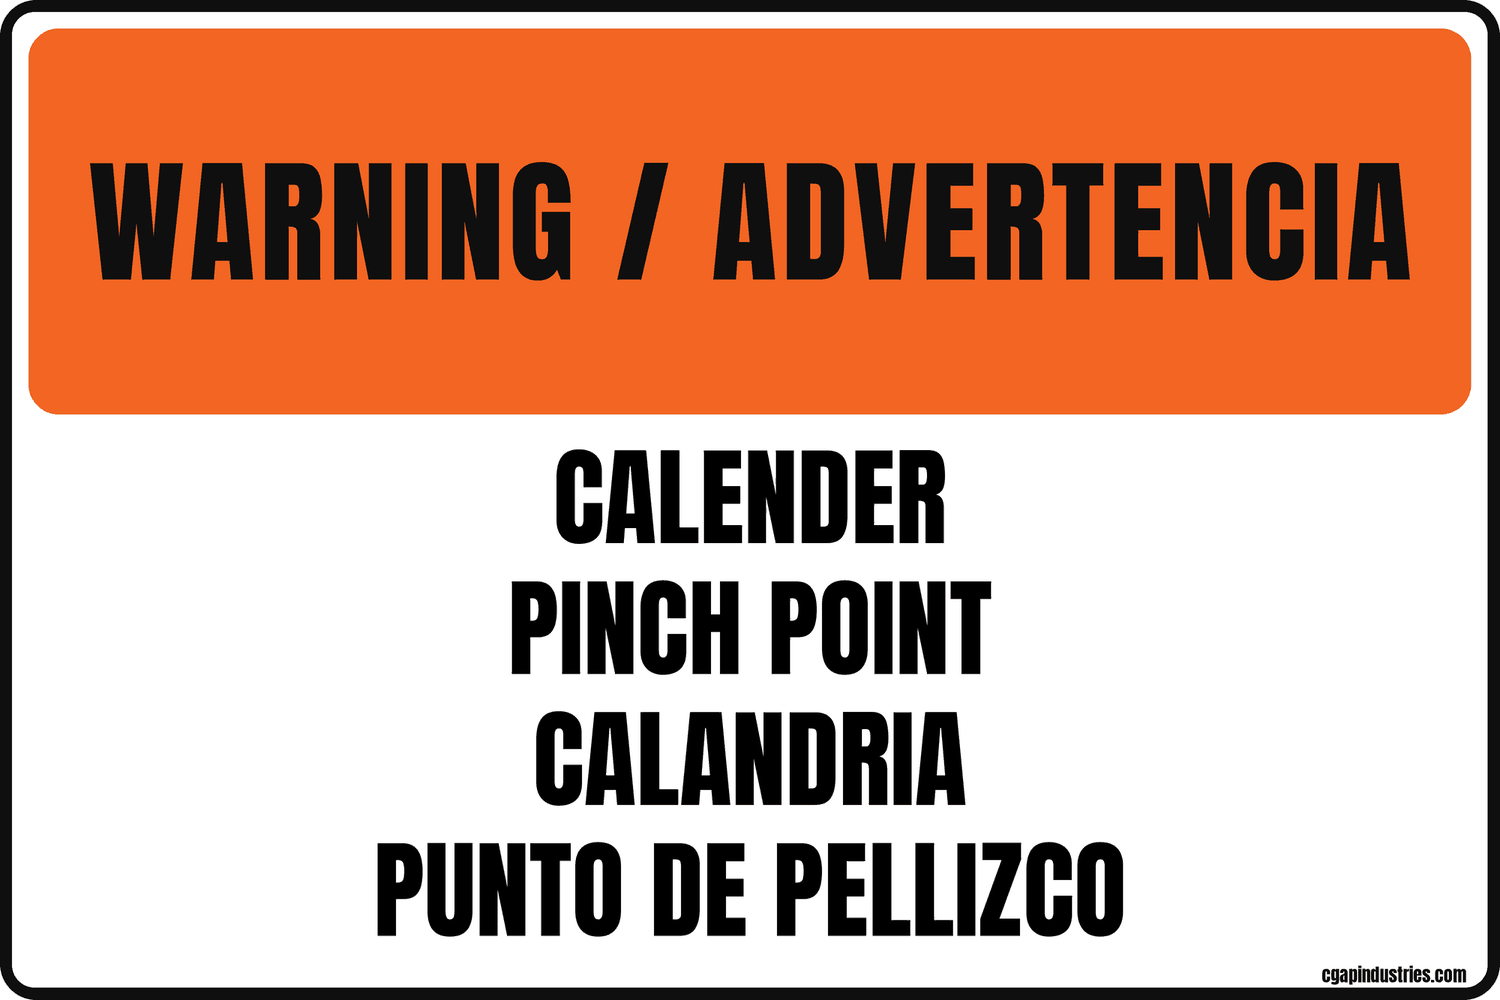 WARNING / ADVERTENCIA
CALENDER
PINCH POINT
CALANDRIA
PUNTO DE PELLIZCO
cgapindustries.com